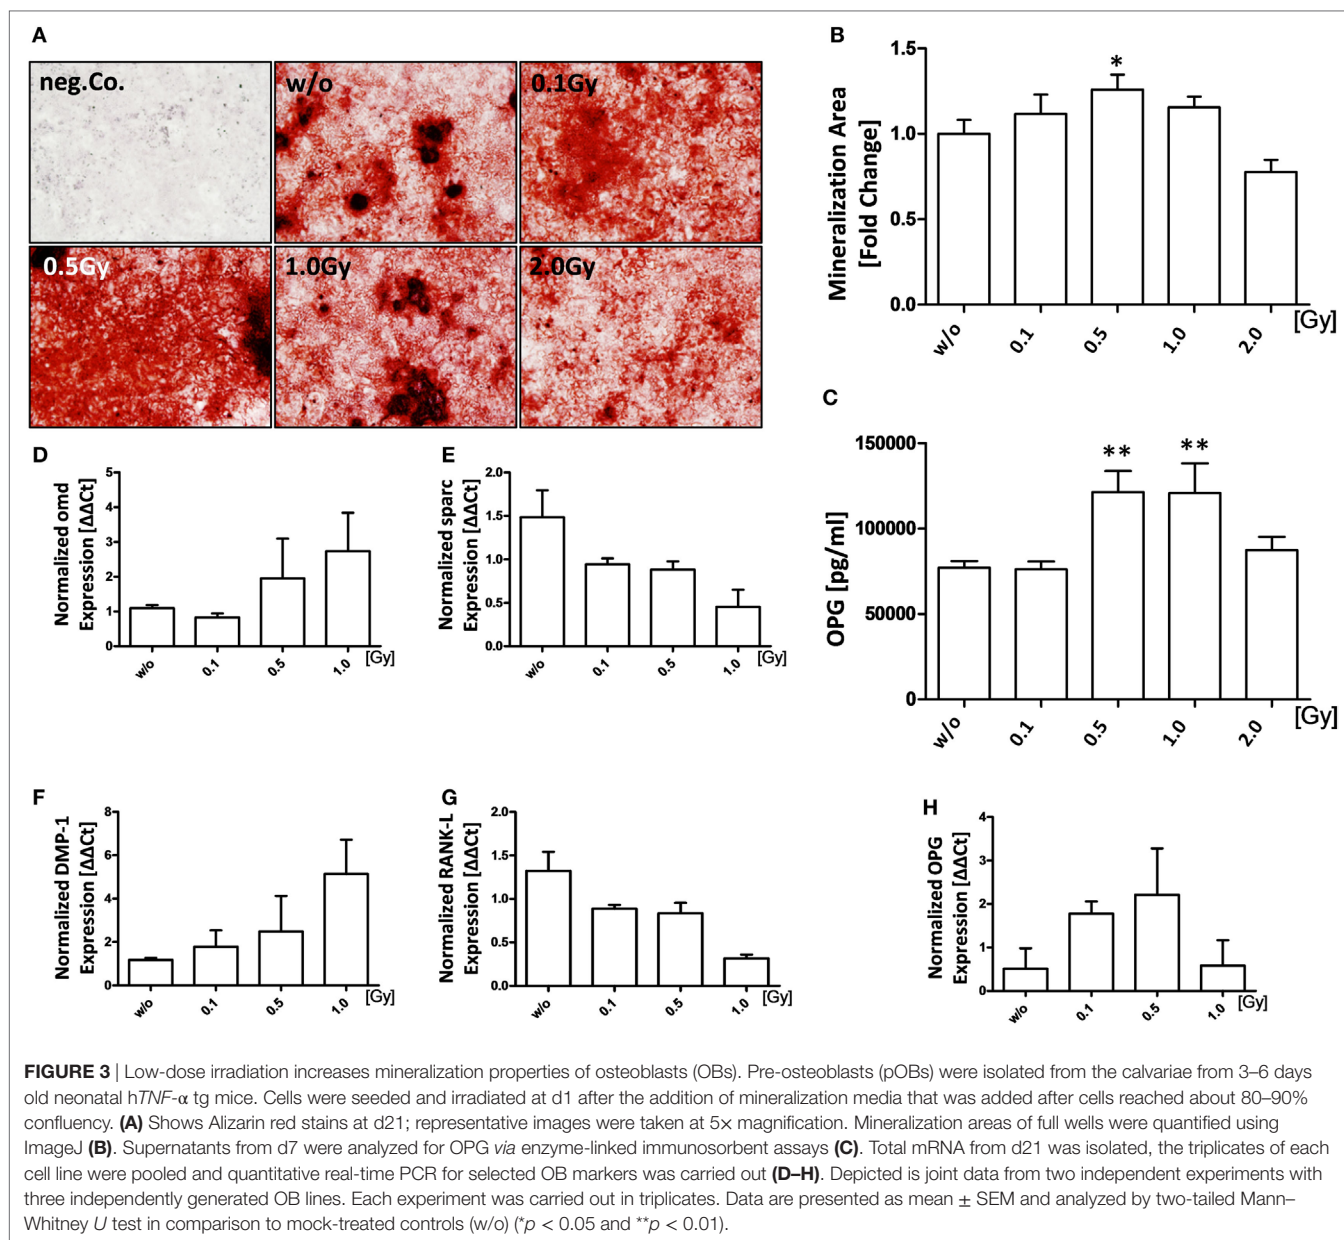 A
neg.Co.
w/o
0.1Gy
0.5Gy
1.0Gy
2.0Gy
B
Mineralization Area
[Fold Change]
1.5
1.0
0.5
0.0
*
w/o
0.1
0.5
1.0
2.0
[Gy]
C
OPG [pg/ml]
150000
100000
50000
0
**
**
w/o
0.1
0.5
1.0
2.0
[Gy]
D
Normalized omd
Expression [ΔΔCt]
5
4
3
2
1
0
w/o
0.1
0.5
1.0
[Gy]
E
Normalized sparc
Expression [ΔΔCt]
2.0
1.5
1.0
0.5
0.0
w/o
0.1
0.5
1.0
[Gy]
F
Normalized DMP-1
Expression [ΔΔCt]
8
6
4
2
0
w/o
0.1
0.5
1.0
[Gy]
G
Normalized RANK-L
Expression [ΔΔCt]
2.0
1.5
1.0
0.5
0.0
w/o
0.1
0.5
1.0
[Gy]
H
Normalized OPG
Expression [ΔΔCt]
4
3
2
1
0
w/o
0.1
0.5
1.0
[Gy]
FIGURE 3 | Low-dose irradiation increases mineralization properties of osteoblasts (OBs). Pre-osteoblasts (pOBs) were isolated from the calvariae from 3–6 days
old neonatal hTNF-α tg mice. Cells were seeded and irradiated at d1 after the addition of mineralization media that was added after cells reached about 80–90%
confluency. (A) Shows Alizarin red stains at d21; representative images were taken at 5× magnification. Mineralization areas of full wells were quantified using
ImageJ (B). Supernatants from d7 were analyzed for OPG via enzyme-linked immunosorbent assays (C). Total mRNA from d21 was isolated, the triplicates of each
cell line were pooled and quantitative real-time PCR for selected OB markers was carried out (D–H). Depicted is joint data from two independent experiments with
three independently generated OB lines. Each experiment was carried out in triplicates. Data are presented as mean ± SEM and analyzed by two-tailed Mann–
Whitney U test in comparison to mock-treated controls (w/o) (*p < 0.05 and **p < 0.01).